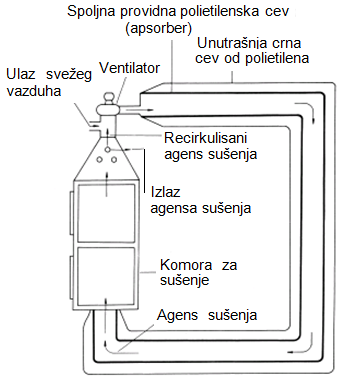 Spoljna providna polietilenska cev
(apsorber)
Unutrašnja crna
cev od polietilena
Ulaz svežeg
vazduha
Ventilator
Recirkulisani
agens sušenja
Izlaz
agensa sušenja
Komora za
sušenje
Agens sušenja